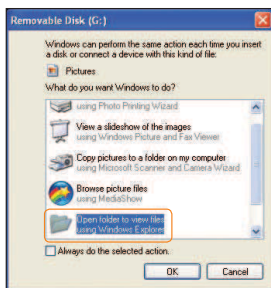 Removable Disk (G:)
Windows can perform the same action each time you insert
a disk or connect a device with this kind of file:
Pictures
What do you want Windows to do?
using Photo Printing Wizard
View a slideshow of the images
using Windows Picture and Fax Viewer
Copy pictures to a folder on my computer
using Microsoft Scanner and Camera Wizard
Browse picture files
using MediaShow
Open folder to view files
using Windows Explorer
Always do the selected action.
OK
Cancel